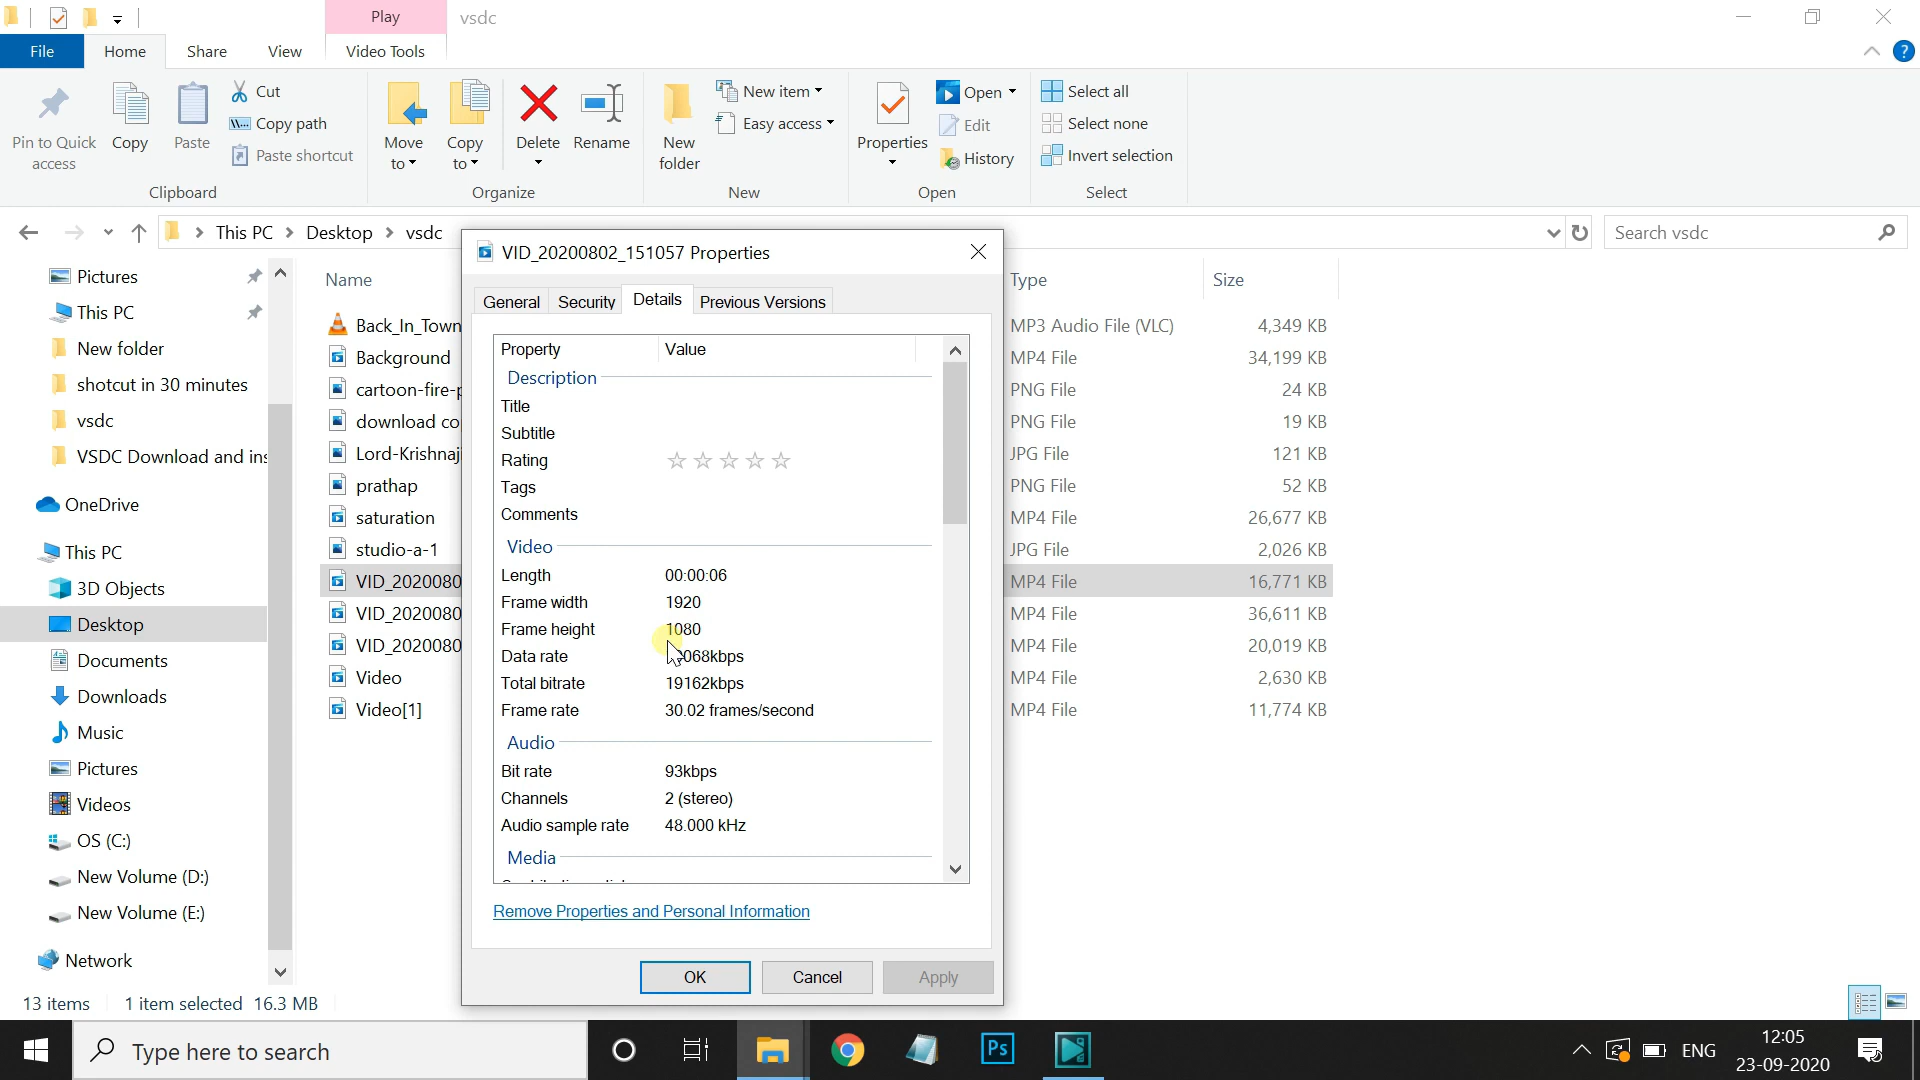 Play
vsdc
File
Home
Share
View
Video Tools
Pin to Quick access
Copy
Paste
Cut
Copy path
Paste shortcut
Move to
Copy to
Delete
Rename
New folder
New item
Easy access
Properties
Open
Edit
History
Select all
Select none
Invert selection
Clipboard
Organize
New
Open
Select
This PC
Desktop
vsdc
Search vsdc
Pictures
This PC
New folder
shotcut in 30 minutes
vsdc
VSDC Download and ins
OneDrive
This PC
3D Objects
Desktop
Documents
Downloads
Music
Pictures
Videos
OS (C:)
New Volume (D:)
New Volume (E:)
Network
Name
Type
Size
Back_In_Town
MP3 Audio File (VLC)
4,349 KB
Background
MP4 File
34,199 KB
cartoon-fire-p
PNG File
24 KB
download co
PNG File
19 KB
Lord-Krishnaj
JPG File
121 KB
prathap
PNG File
52 KB
saturation
MP4 File
26,677 KB
studio-a-1
JPG File
2,026 KB
VID_2020080
MP4 File
16,771 KB
VID_2020080
MP4 File
36,611 KB
VID_2020080
MP4 File
20,019 KB
Video
MP4 File
2,630 KB
Video[1]
MP4 File
11,774 KB
VID_20200802_151057 Properties
General
Security
Details
Previous Versions
Property
Value
Description
Title
Subtitle
Rating
Tags
Comments
Video
Length
00:00:06
Frame width
1920
Frame height
1080
Data rate
068kbps
Total bitrate
19162kbps
Frame rate
30.02 frames/second
Audio
Bit rate
93kbps
Channels
2 (stereo)
Audio sample rate
48.000 kHz
Media
Remove Properties and Personal Information
OK
Cancel
Apply
13 items
1 item selected
16.3 MB
Type here to search
Ps
ENG
12:05
23-09-2020